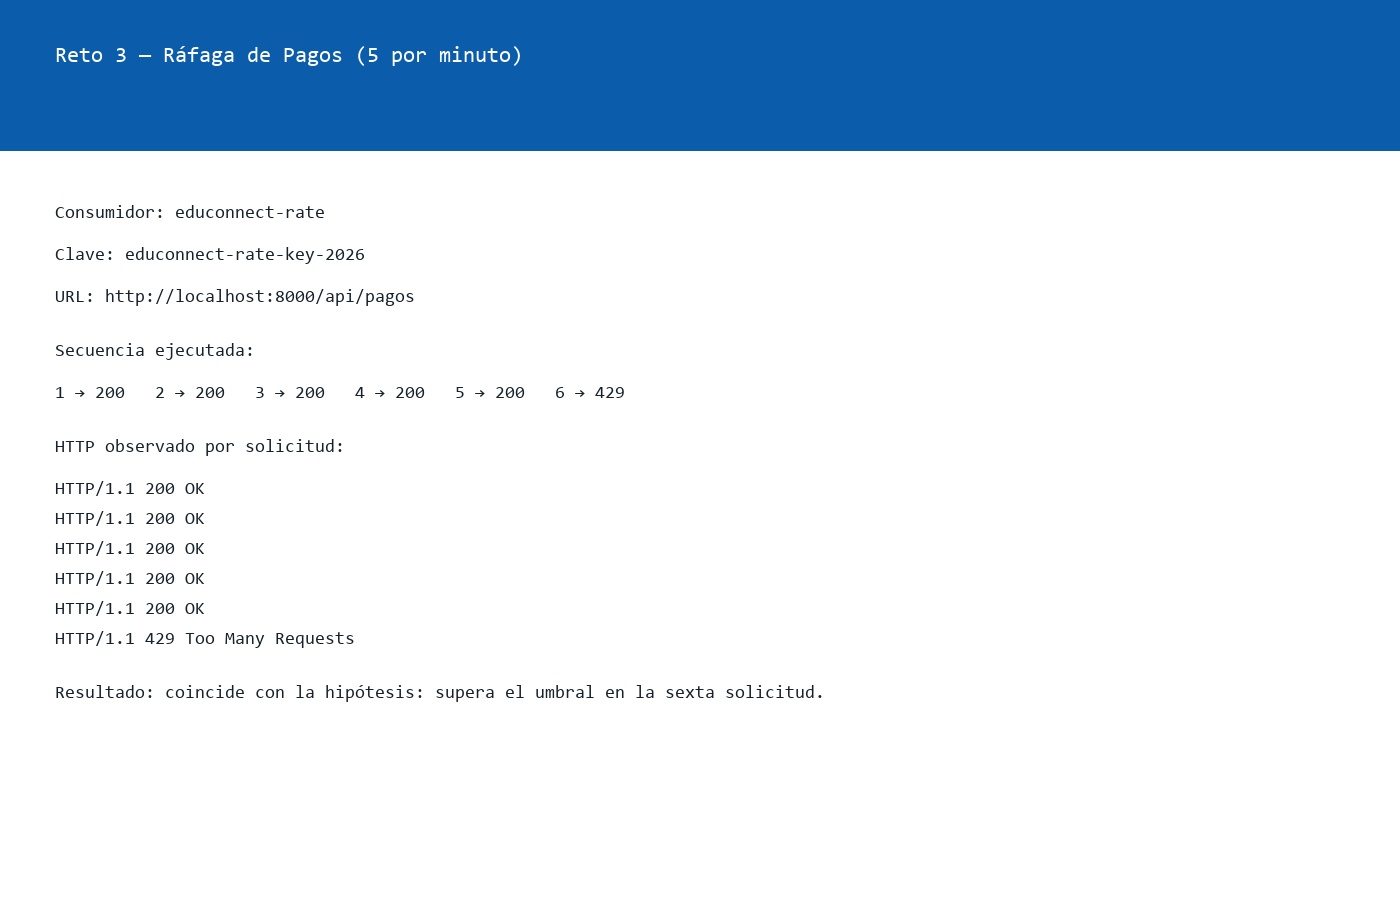 Reto 3 — Ráfaga de Pagos (5 por minuto)
Consumidor: educonnect-rate
Clave: educonnect-rate-key-2026
URL: http://localhost:8000/api/pagos
Secuencia ejecutada:
1 → 200   2 → 200   3 → 200   4 → 200   5 → 200   6 → 429
HTTP observado por solicitud:
HTTP/1.1 200 OK
HTTP/1.1 200 OK
HTTP/1.1 200 OK
HTTP/1.1 200 OK
HTTP/1.1 200 OK
HTTP/1.1 429 Too Many Requests
Resultado: coincide con la hipótesis: supera el umbral en la sexta solicitud.